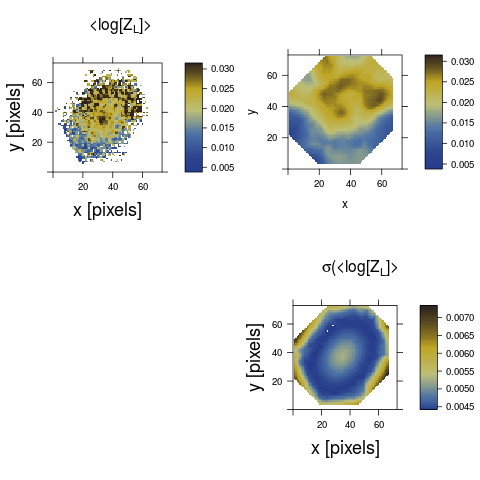 <log[Z_L]>
60
40
20
20 40 60
x [pixels]
y [pixels]
0.030
0.025
0.020
0.015
0.010
0.005
60
40
20
20 40 60
x
y
0.030
0.025
0.020
0.015
0.010
0.005
σ(<log[Z_L]>
60
40
20
20 40 60
x [pixels]
y [pixels]
0.0070
0.0065
0.0060
0.0055
0.0050
0.0045